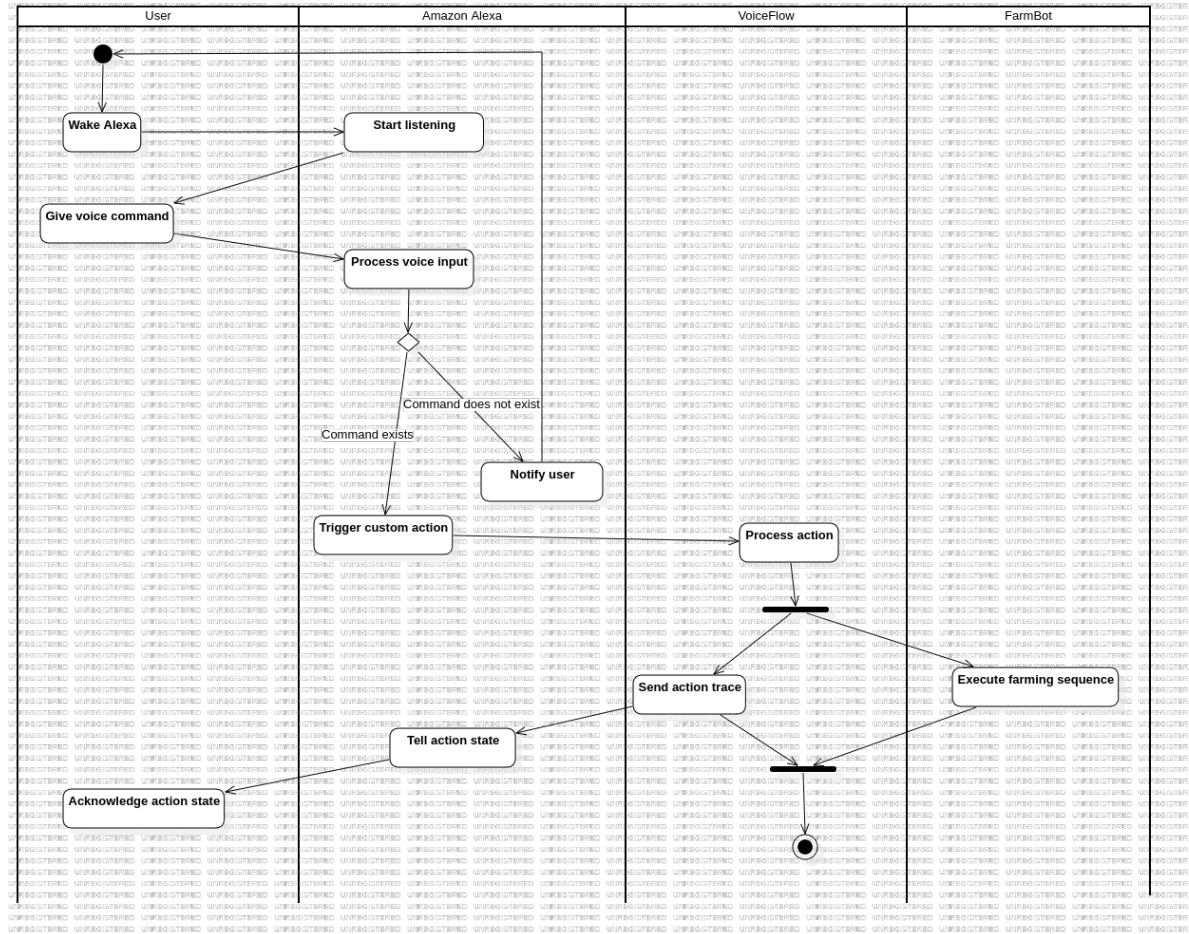 User
Amazon Alexa
VoiceFlow
FarmBot
Wake Alexa
Start listening
Give voice command
Process voice input
Command does not exist
Command exists
Notify user
Trigger custom action
Process action
Execute farming sequence
Send action trace
Tell action state
Acknowledge action state